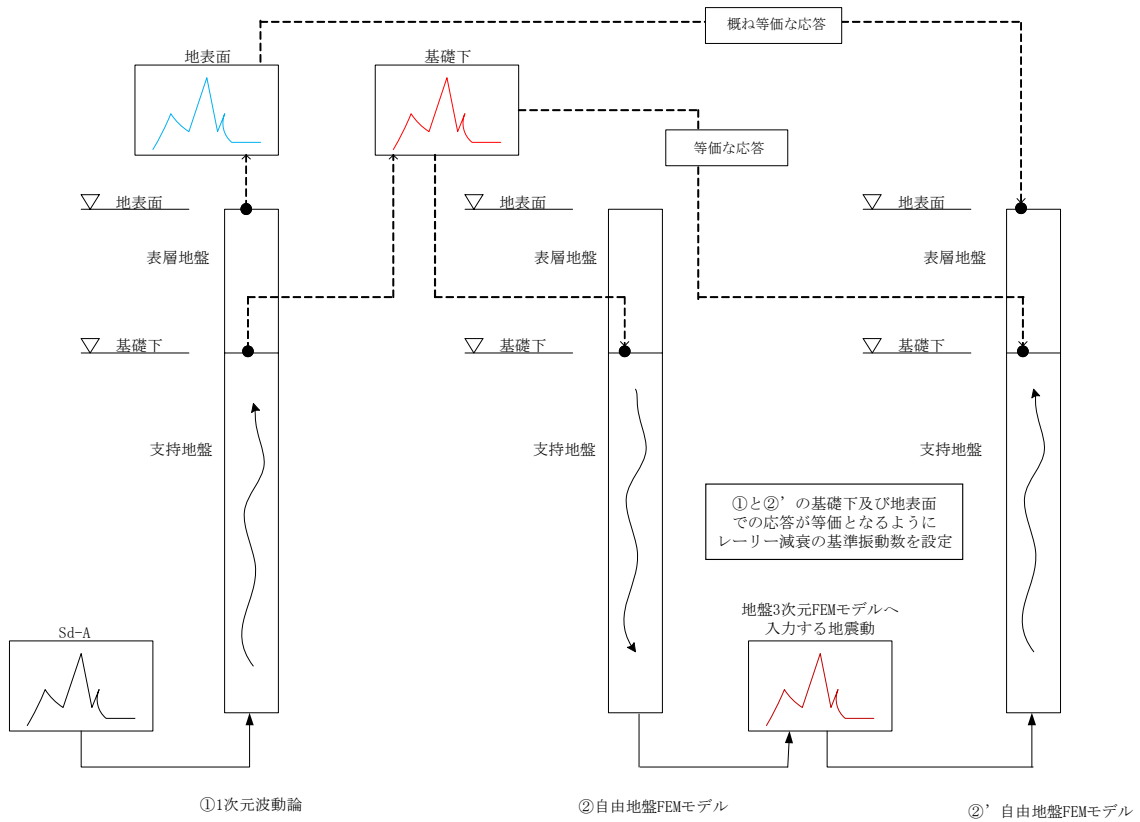 概ね等価な応答
地表面
基礎下
等価な応答
地表面
地表面
地表面
表層地盤
表層地盤
表層地盤
基礎下
基礎下
基礎下
支持地盤
支持地盤
支持地盤
①と②’の基礎下及び地表面
での応答が等価となるように
レーリー減衰の基準振動数を設定
地盤3次元FEMモデルへ
入力する地震動
Sd-A
①1次元波動論
②自由地盤FEMモデル
②’自由地盤FEMモデル